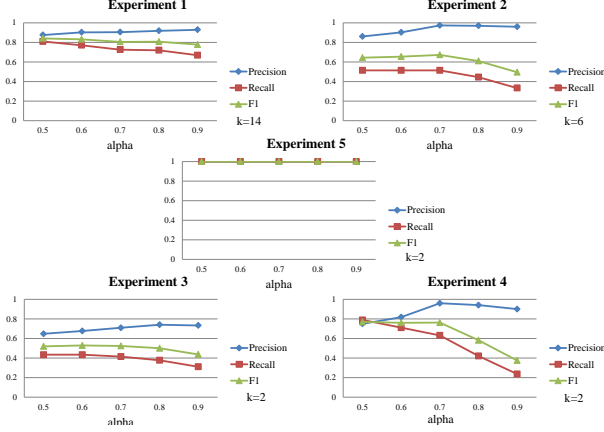 Experiment 1
1
0.8
0.6
0.4
0.2
0
0.5 0.6 0.7 0.8 0.9
alpha
Precision
Recall
F1
k=14
Experiment 2
1
0.8
0.6
0.4
0.2
0
0.5 0.6 0.7 0.8 0.9
alpha
Precision
Recall
F1
k=6
Experiment 5
1
0.8
0.6
0.4
0.2
0
0.5 0.6 0.7 0.8 0.9
alpha
Precision
Recall
F1
k=2
Experiment 3
1
0.8
0.6
0.4
0.2
0
0.5 0.6 0.7 0.8 0.9
alpha
Precision
Recall
F1
k=2
Experiment 4
1
0.8
0.6
0.4
0.2
0
0.5 0.6 0.7 0.8 0.9
alpha
Precision
Recall
F1
k=2